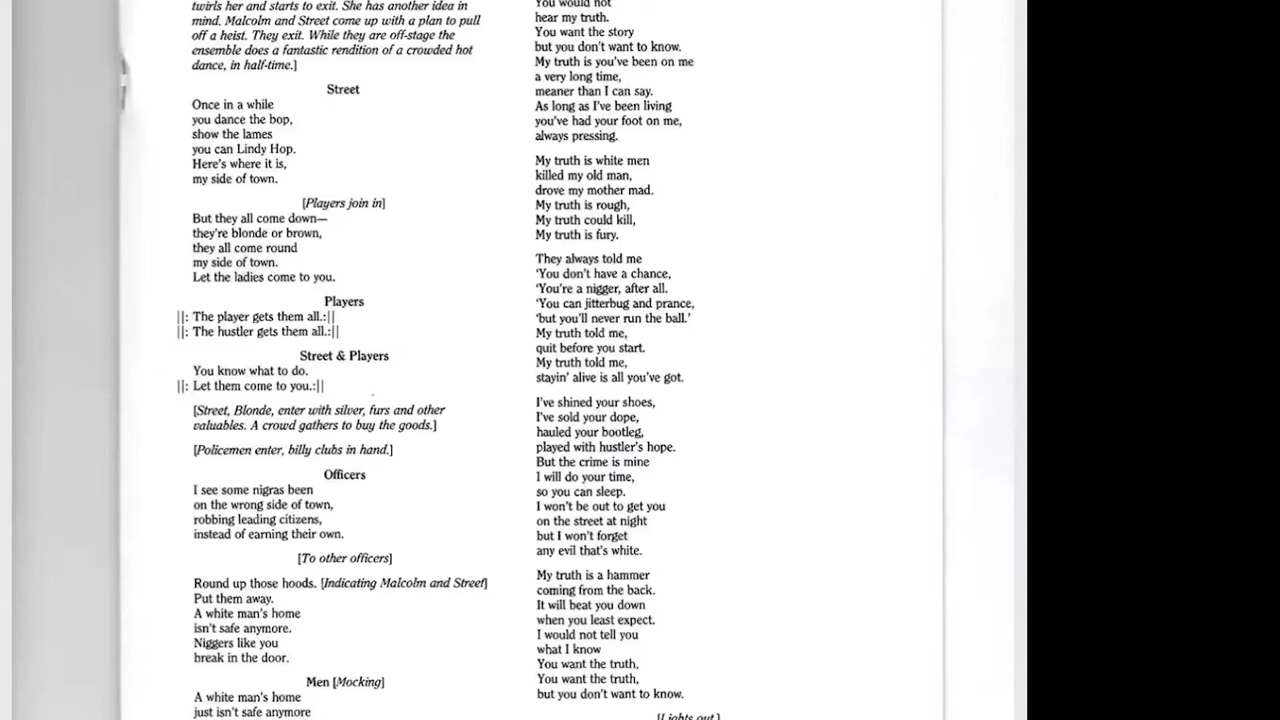 twirls her and starts to exit. She has another idea in
mind. Malcolm and Street come up with a plan to pull
off a heist. They exit. While they are off-stage the
ensemble does a fantastic rendition of a crowded hot
dance, in half-time.]
Street
Once in a while
you dance the bop,
show the lames
you can Lindy Hop.
Here's where it is,
my side of town.
[Players join in]
But they all come down—
they're blonde or brown,
they all come round
my side of town.
Let the ladies come to you.
Players
||: The player gets them all.:||
||: The hustler gets them all.:||
Street & Players
You know what to do.
||: Let them come to you.:||
[Street, Blonde, enter with silver, furs and other
valuables. A crowd gathers to buy the goods.]
[Policemen enter, billy clubs in hand.]
Officers
I see some nigras been
on the wrong side of town,
robbing leading citizens,
instead of earning their own.
[To other officers]
Round up those hoods. [Indicating Malcolm and Street]
Put them away.
A white man's home
isn't safe anymore.
Niggers like you
break in the door.
Men [Mocking]
A white man's home
just isn't safe anymore
You would not
hear my truth.
You want the story
but you don't want to know.
My truth is you've been on me
a very long time,
meaner than I can say.
As long as I've been living
you've had your foot on me,
always pressing.
My truth is white men
killed my old man,
drove my mother mad.
My truth is rough,
My truth could kill,
My truth is fury.
They always told me
'You don't have a chance,
'You're a nigger, after all.
'You can jitterbug and prance,
'but you'll never run the ball.'
My truth told me,
quit before you start.
My truth told me,
stayin' alive is all you've got.
I've shined your shoes,
I've sold your dope,
hauled your bootleg,
played with hustler's hope.
But the crime is mine
I will do your time,
so you can sleep.
I won't be out to get you
on the street at night
but I won't forget
any evil that's white.
My truth is a hammer
coming from the back.
It will beat you down
when you least expect.
I would not tell you
what I know
You want the truth,
You want the truth,
but you don't want to know.
[Lights out.]